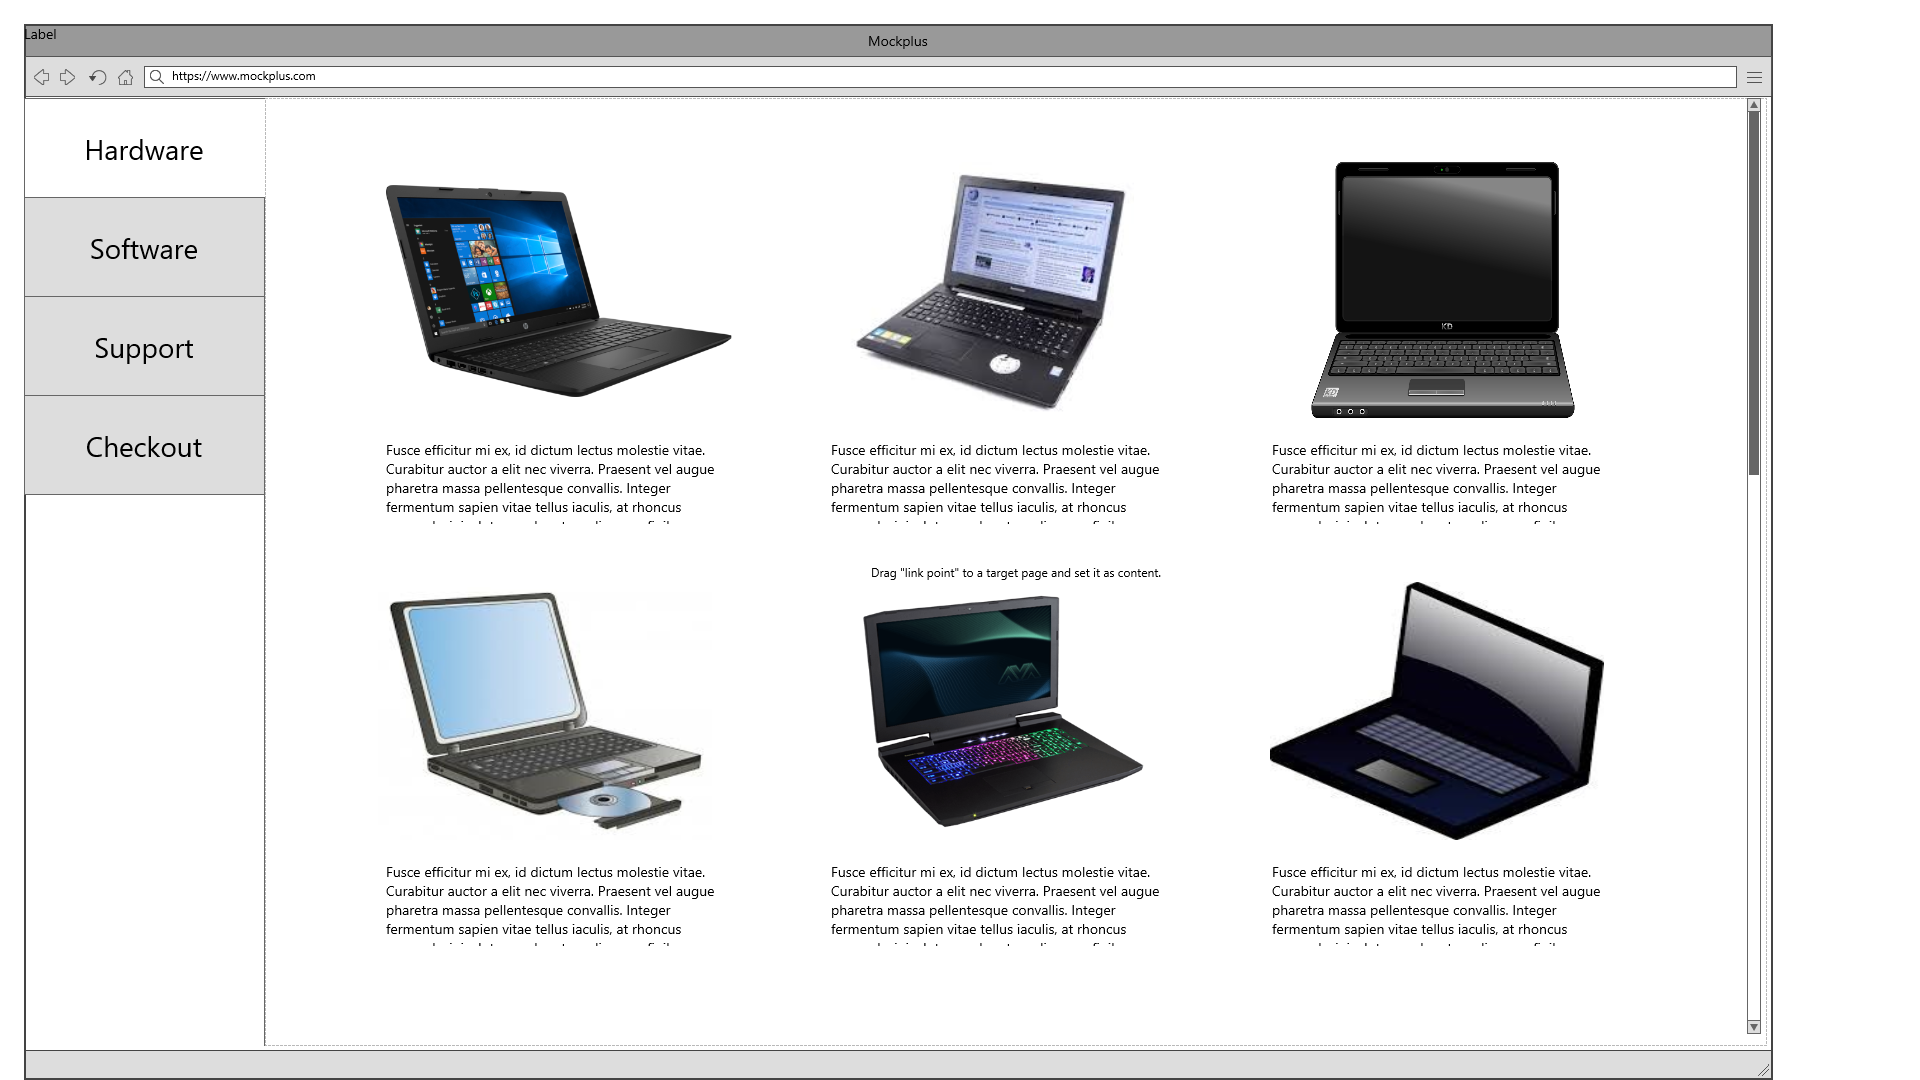 Label
Mockplus
https://www.mockplus.com
Hardware
Software
Support
Checkout
Fusce efficitur mi ex, id dictum lectus molestie vitae.
Curabitur auctor a elit nec viverra. Praesent vel augue
pharetra massa pellentesque convallis. Integer
fermentum sapien vitae tellus iaculis, at rhoncus
Fusce efficitur mi ex, id dictum lectus molestie vitae.
Curabitur auctor a elit nec viverra. Praesent vel augue
pharetra massa pellentesque convallis. Integer
fermentum sapien vitae tellus iaculis, at rhoncus
Fusce efficitur mi ex, id dictum lectus molestie vitae.
Curabitur auctor a elit nec viverra. Praesent vel augue
pharetra massa pellentesque convallis. Integer
fermentum sapien vitae tellus iaculis, at rhoncus
Drag "link point" to a target page and set it as content.
Fusce efficitur mi ex, id dictum lectus molestie vitae.
Curabitur auctor a elit nec viverra. Praesent vel augue
pharetra massa pellentesque convallis. Integer
fermentum sapien vitae tellus iaculis, at rhoncus
Fusce efficitur mi ex, id dictum lectus molestie vitae.
Curabitur auctor a elit nec viverra. Praesent vel augue
pharetra massa pellentesque convallis. Integer
fermentum sapien vitae tellus iaculis, at rhoncus
Fusce efficitur mi ex, id dictum lectus molestie vitae.
Curabitur auctor a elit nec viverra. Praesent vel augue
pharetra massa pellentesque convallis. Integer
fermentum sapien vitae tellus iaculis, at rhoncus